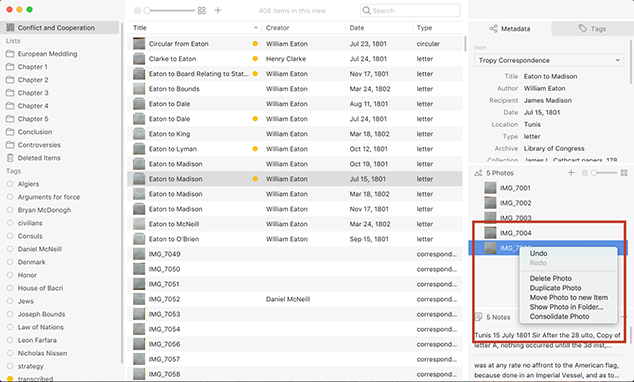 408 items in this view
Search
Conflict and Cooperation
Lists
European Meddling
Chapter 1
Chapter 2
Chapter 3
Chapter 4
Chapter 5
Conclusion
Controversies
Deleted Items
Tags
Algiers
Arguments for force
Bryan McDonogh
civilians
Consuls
Daniel McNeill
Denmark
Honor
House of Bacri
Jews
Joseph Bounds
Law of Nations
Leon Farfara
Nicholas Nissen
strategy
transcribed
Title Creator Date Type
Circular from Eaton William Eaton Jul 23, 1801 circular
Clarke to Eaton Henry Clarke Jul 14, 1801 letter
Eaton to Board Relating to Stat... William Eaton Nov 17, 1801 letter
Eaton to Bounds William Eaton Mar 24, 1802 letter
Eaton to Dale William Eaton Aug 11, 1801 letter
Eaton to Dale William Eaton Jul 24, 1801 letter
Eaton to King William Eaton Mar 18, 1802 letter
Eaton to Lyman William Eaton Oct 12, 1801 letter
Eaton to Madison William Eaton Oct 19, 1801 letter
Eaton to Madison William Eaton Jul 15, 1801 letter
Eaton to Madison William Eaton Mar 18, 1802 letter
Eaton to Madison William Eaton Nov 17, 1801 letter
Eaton to McNeill William Eaton Mar 24, 1802 letter
Eaton to O'Brien William Eaton Sep 15, 1801 letter
IMG_7049 correspond...
IMG_7050 correspond...
IMG_7051 correspond...
IMG_7052 Daniel McNeill correspond...
IMG_7053 correspond...
IMG_7054 correspond...
IMG_7056 correspond...
IMG_7057 correspond...
IMG_7058 correspond...
Metadata Tags
Item
Tropy Correspondence
Title Eaton to Madison
Author William Eaton
Recipient James Madison
Date Jul 15, 1801
Location Tunis
Type letter
Archive Library of Congress
Collection James L. Cathcart papers, 178
5 Photos
IMG_7001
IMG_7002
IMG_7003
IMG_7004
Undo
Redo
Delete Photo
Duplicate Photo
Move Photo to new Item
Show Photo in Folder...
Consolidate Photo
5 Notes
Tunis 15 July 1801 Sir After the 28 ulto, Copy of
letter A, nothing occurred untill the 3d inst,...
was at any rate no affront to the American flag,
because done in an Imperial Vessel, and as to...